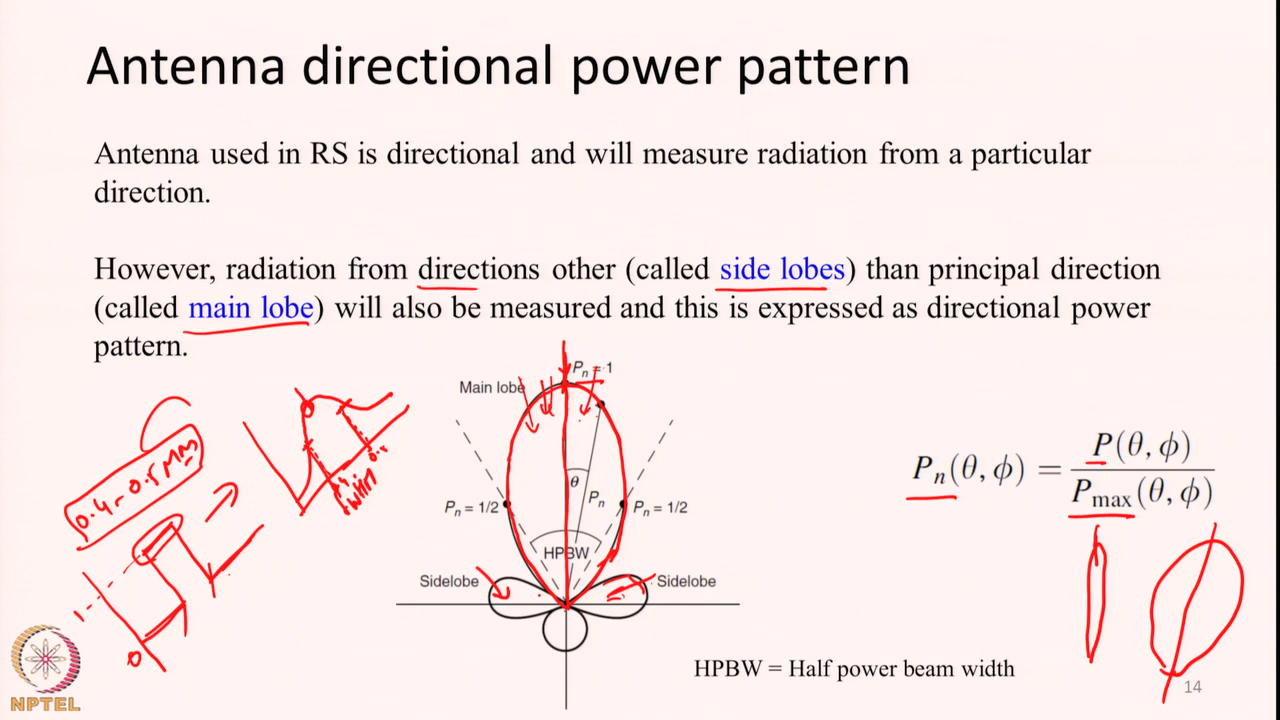 Antenna directional power pattern
Antenna used in RS is directional and will measure radiation from a particular
direction.
However, radiation from directions other (called side lobes) than principal direction
(called main lobe) will also be measured and this is expressed as directional power
pattern.
Main lobe
Pₙ = 1
θ
Pₙ
Pₙ = 1/2
Pₙ = 1/2
HPBW
Sidelobe
Sidelobe
Pₙ(θ, ϕ) = P(θ, ϕ) / Pmax(θ, ϕ)
0.4 - 0.5
1
0
HPBW = Half power beam width
14
NPTEL